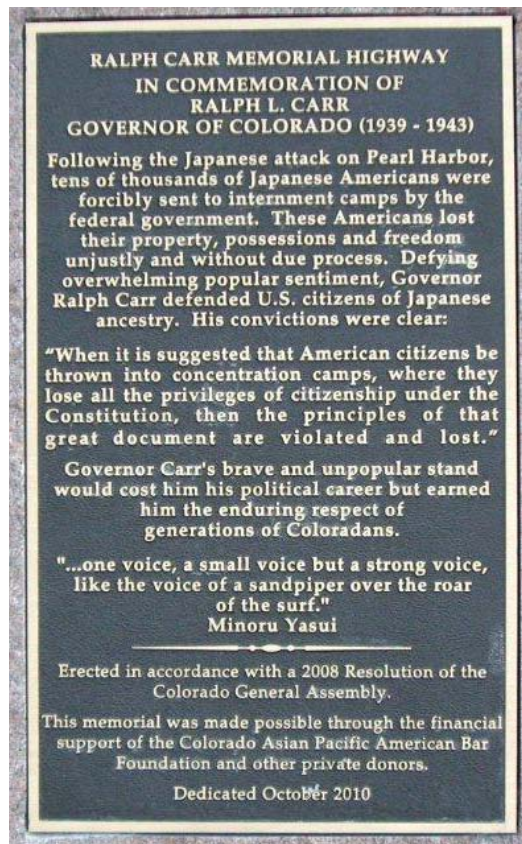 RALPH CARR MEMORIAL HIGHWAY
IN COMMEMORATION OF
RALPH L. CARR
GOVERNOR OF COLORADO (1939 - 1943)
Following the Japanese attack on Pearl Harbor,
tens of thousands of Japanese Americans were
forcibly sent to internment camps by the
federal government. These Americans lost
their property, possessions and freedom
unjustly and without due process. Defying
overwhelming popular sentiment, Governor
Ralph Carr defended U.S. citizens of Japanese
ancestry. His convictions were clear:
“When it is suggested that American citizens be
thrown into concentration camps, where they
lose all the privileges of citizenship under the
Constitution, then the principles of that
great document are violated and lost.”
Governor Carr's brave and unpopular stand
would cost him his political career but earned
him the enduring respect of
generations of Coloradans.
"...one voice, a small voice but a strong voice,
like the voice of a sandpiper over the roar
of the surf."
Minoru Yasui
Erected in accordance with a 2008 Resolution of the
Colorado General Assembly.
This memorial was made possible through the financial
support of the Colorado Asian Pacific American Bar
Foundation and other private donors.
Dedicated October 2010